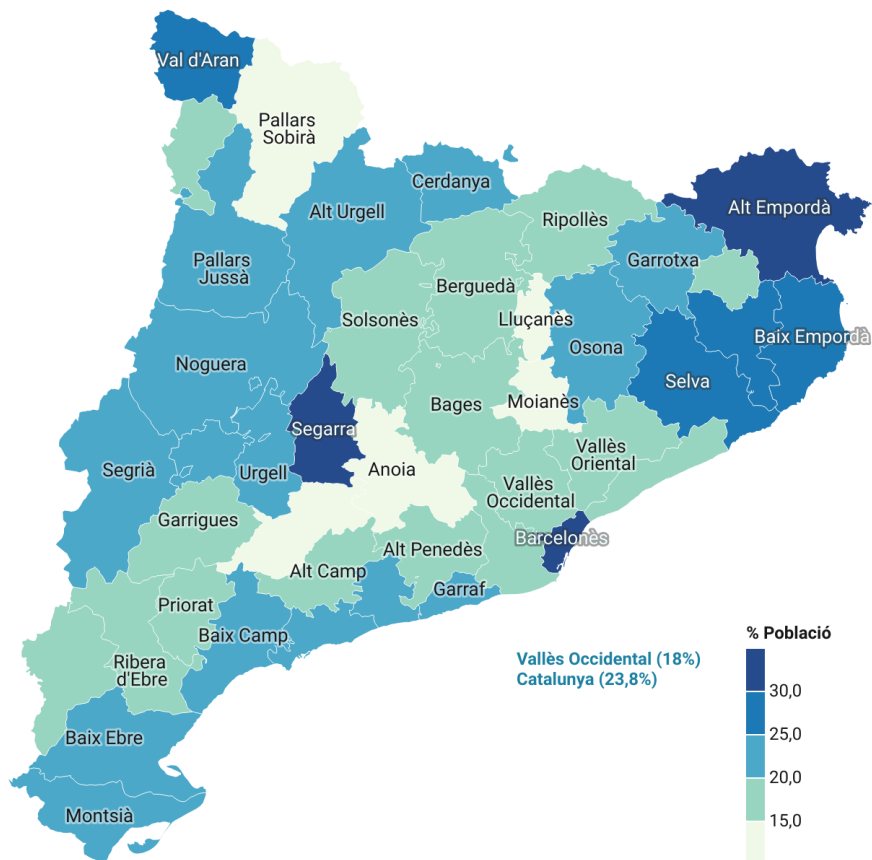 Val d'Aran
Pallars
Sobirà
Cerdanya
Alt Urgell
Alt Empordà
Ripollès
Garrotxa
Pallars
Jussà
Berguedà
Solsonès
Lluçanès
Baix Empordà
Osona
Noguera
Selva
Moianès
Bages
Segarra
Vallès
Oriental
Segrià
Urgell
Anoia
Vallès
Occidental
Garrigues
Barcelonès
Alt Penedès
Alt Camp
Garraf
Priorat
Baix Camp
Ribera
d'Ebre
Baix Ebre
Montsià
Vallès Occidental (18%)
Catalunya (23,8%)
% Població
30,0
25,0
20,0
15,0